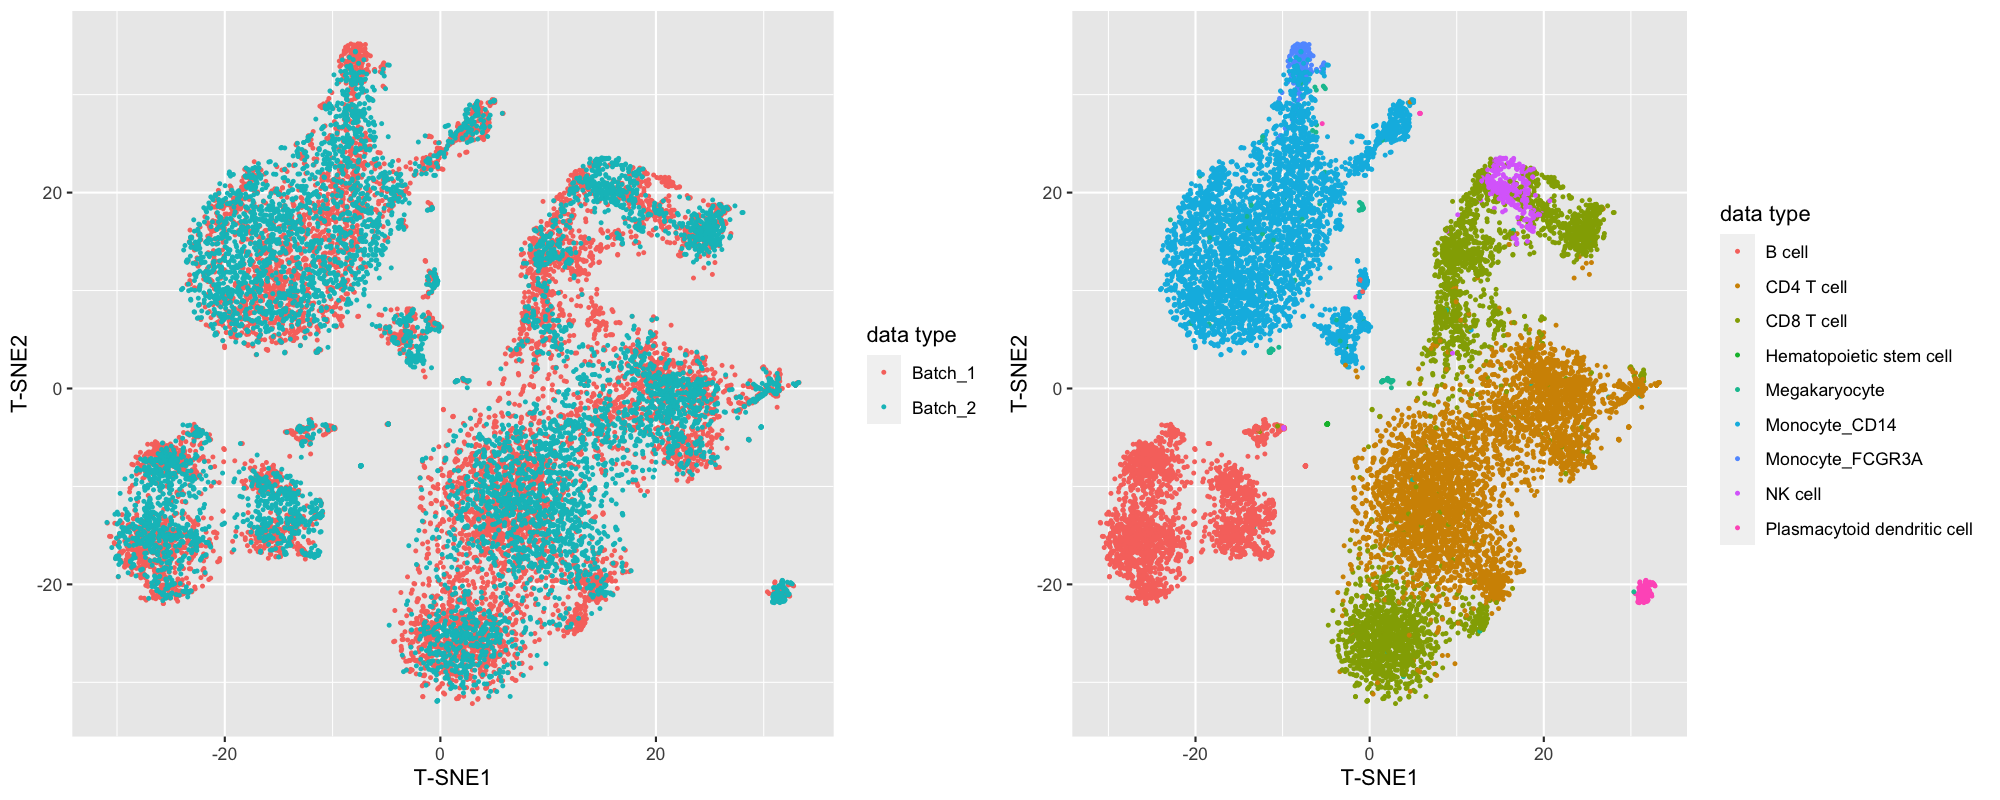 T-SNE2
20
0
-20
-20
0
20
T-SNE1
data type
Batch_1
Batch_2
T-SNE2
20
0
-20
-20
0
20
T-SNE1
data type
B cell
CD4 T cell
CD8 T cell
Hematopoietic stem cell
Megakaryocyte
Monocyte_CD14
Monocyte_FCGR3A
NK cell
Plasmacytoid dendritic cell